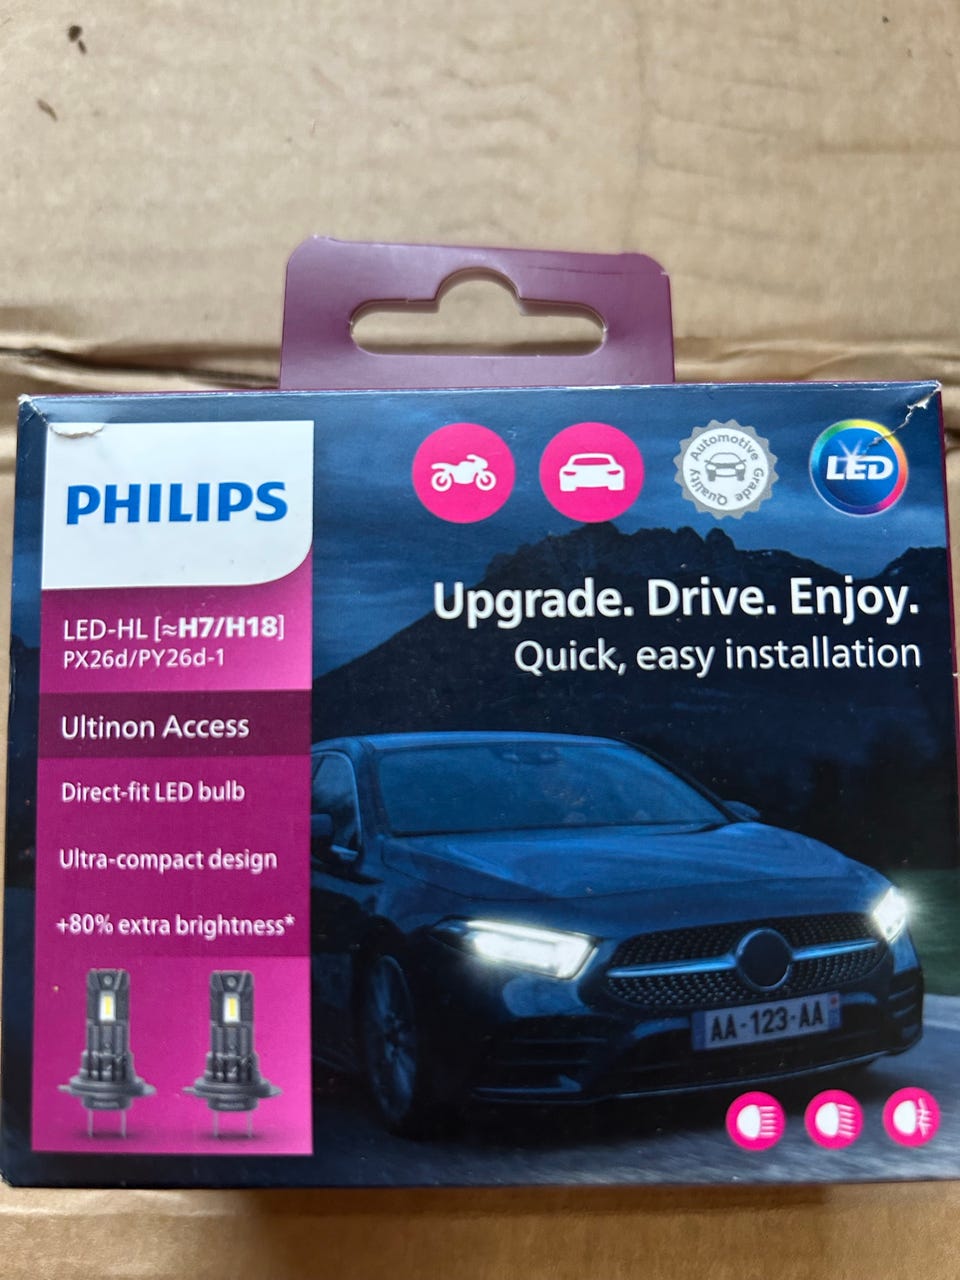 Automotive Grade Quality
LED
PHILIPS
LED-HL [≈H7/H18]
PX26d/PY26d-1
Ultinon Access
Direct-fit LED bulb
Ultra-compact design
+80% extra brightness*
Upgrade. Drive. Enjoy.
Quick, easy installation
AA-123-AA